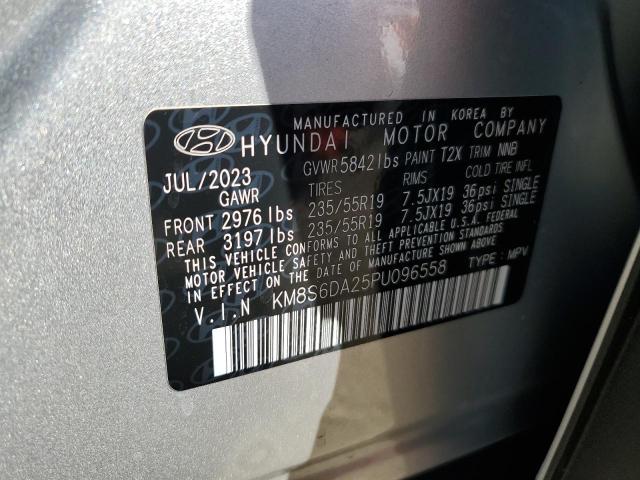 MANUFACTURED IN KOREA BY
HYUNDAI MOTOR COMPANY
JUL/2023 GVWR 5842lbs PAINT T2X TRIM NNB
GAWR TIRES RIMS COLD TIRE INFL
FRONT 2976 lbs 235/55R19 7.5JX19 36psi SINGLE
REAR 3197 lbs 235/55R19 7.5JX19 36psi SINGLE
THIS VEHICLE CONFORMS TO ALL APPLICABLE U.S. FEDERAL
MOTOR VEHICLE SAFETY AND THEFT PREVENTION STANDARDS
IN EFFECT ON THE DATE OF MANUFACTURE SHOWN ABOVE.
V.I.N KM8S6DA25PU096558 TYPE: MPV